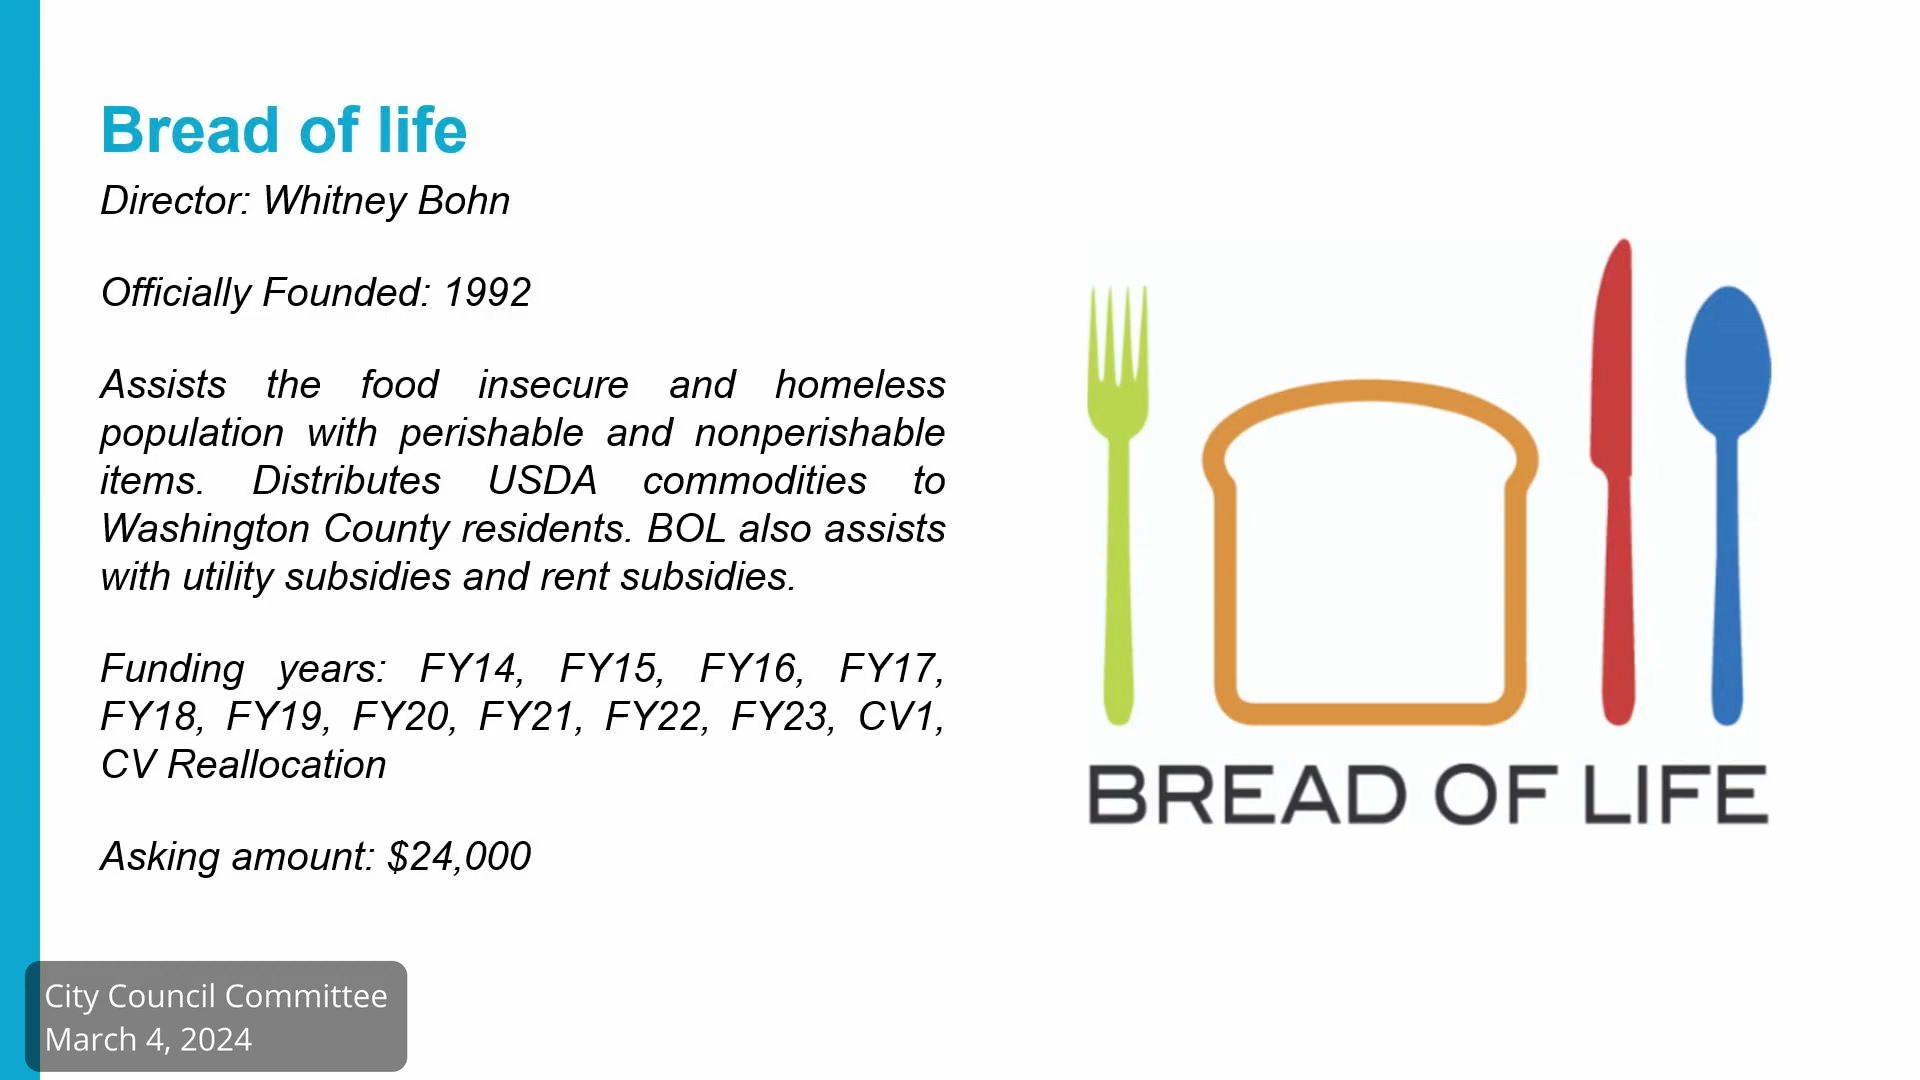 Bread of life
Director: Whitney Bohn
Officially Founded: 1992
Assists the food insecure and homeless
population with perishable and nonperishable
items. Distributes USDA commodities to
Washington County residents. BOL also assists
with utility subsidies and rent subsidies.
Funding years: FY14, FY15, FY16, FY17,
FY18, FY19, FY20, FY21, FY22, FY23, CV1,
CV Reallocation
Asking amount: $24,000
BREAD OF LIFE
City Council Committee
March 4, 2024